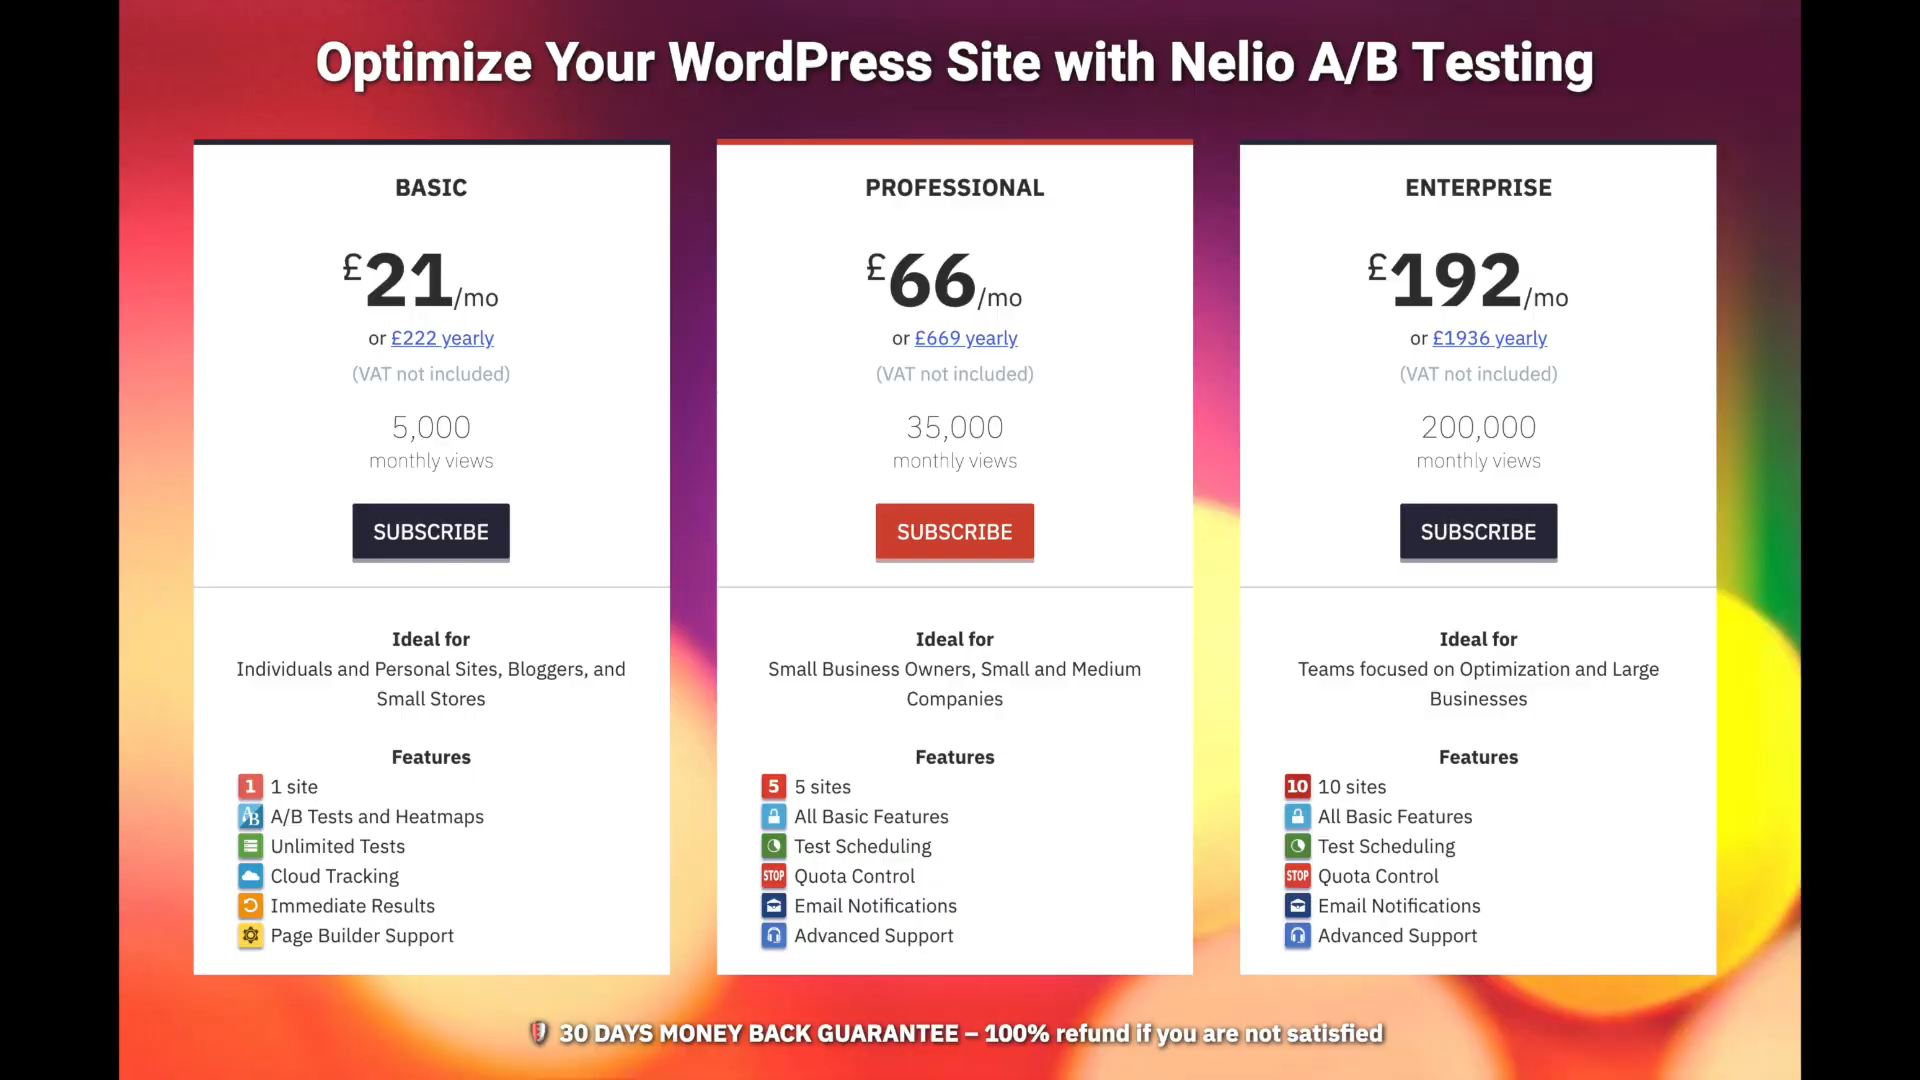 Optimize Your WordPress Site with Nelio A/B Testing
BASIC
£21/mo
or £222 yearly
(VAT not included)
5,000
monthly views
SUBSCRIBE
Ideal for
Individuals and Personal Sites, Bloggers, and
Small Stores
Features
1 1 site
AB A/B Tests and Heatmaps
Unlimited Tests
Cloud Tracking
Immediate Results
Page Builder Support
PROFESSIONAL
£66/mo
or £669 yearly
(VAT not included)
35,000
monthly views
SUBSCRIBE
Ideal for
Small Business Owners, Small and Medium
Companies
Features
5 5 sites
All Basic Features
Test Scheduling
STOP Quota Control
Email Notifications
Advanced Support
ENTERPRISE
£192/mo
or £1936 yearly
(VAT not included)
200,000
monthly views
SUBSCRIBE
Ideal for
Teams focused on Optimization and Large
Businesses
Features
10 10 sites
All Basic Features
Test Scheduling
STOP Quota Control
Email Notifications
Advanced Support
30 DAYS MONEY BACK GUARANTEE – 100% refund if you are not satisfied